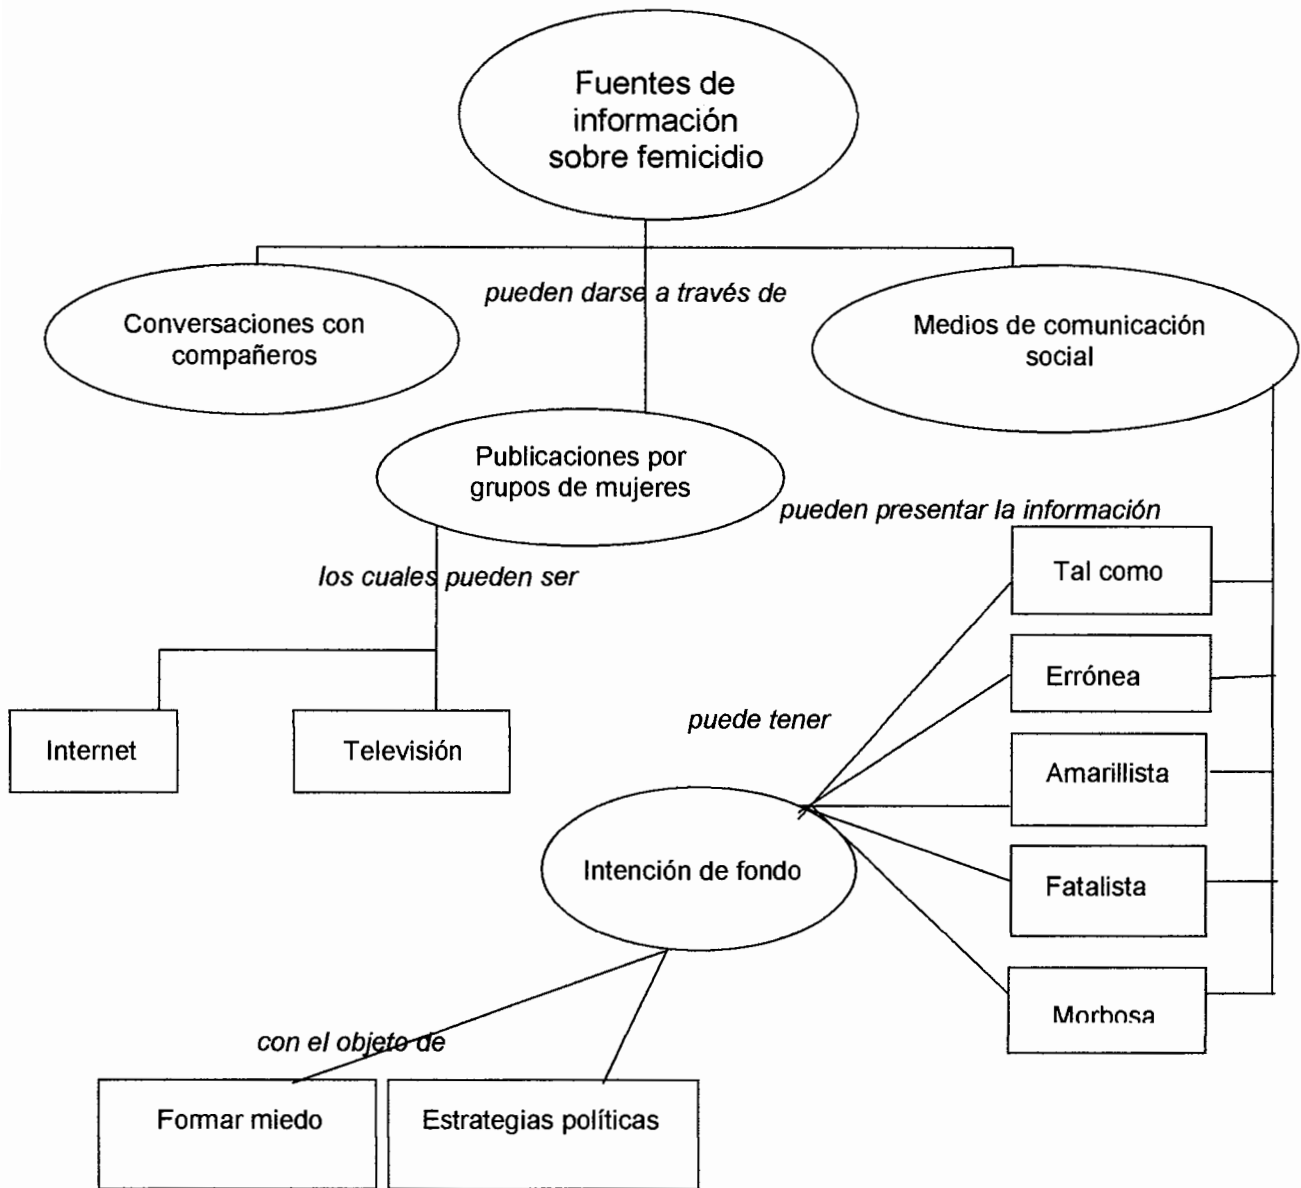 Fuentes de
información
sobre femicidio
pueden darse a través de
Conversaciones con
compañeros
Medios de comunicación
social
Publicaciones por
grupos de mujeres
pueden presentar la información
los cuales pueden ser
Tal como
Errónea
puede tener
Internet
Televisión
Amarillista
Intención de fondo
Fatalista
Morbosa
con el objeto de
Formar miedo
Estrategias políticas